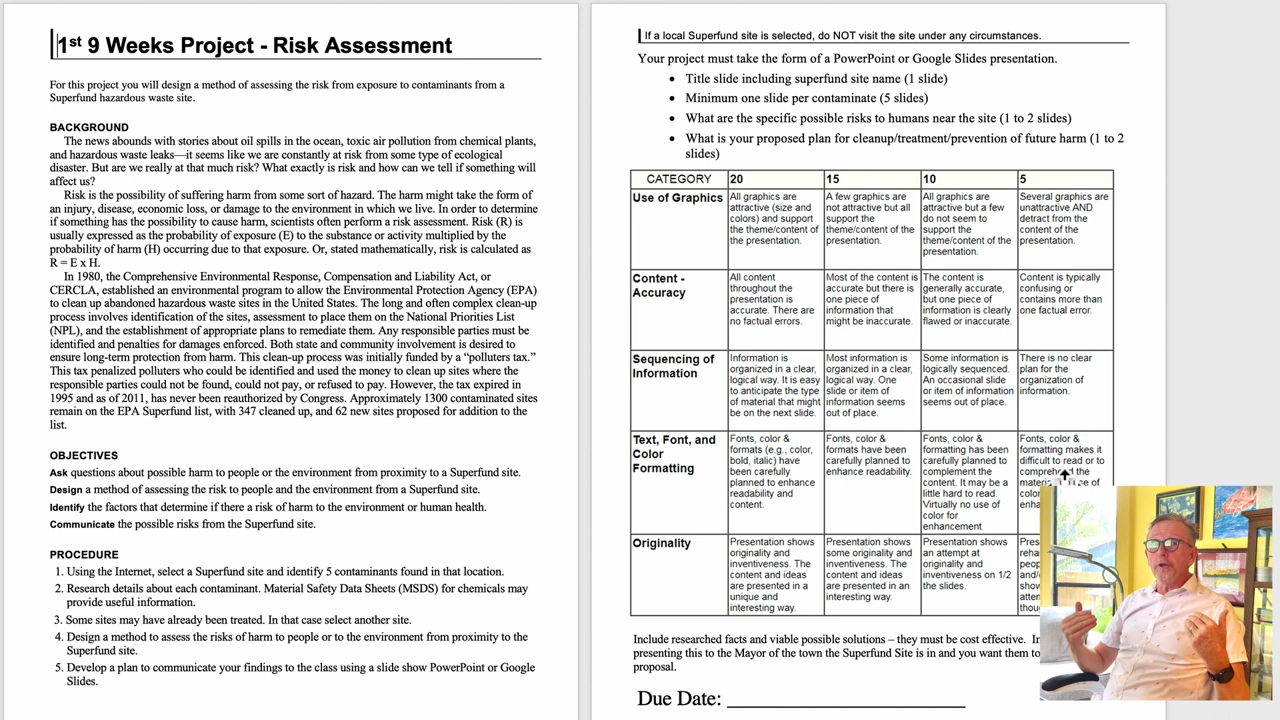 1st 9 Weeks Project - Risk Assessment
For this project you will design a method of assessing the risk from exposure to contaminants from a
Superfund hazardous waste site.
BACKGROUND
The news abounds with stories about oil spills in the ocean, toxic air pollution from chemical plants,
and hazardous waste leaks—it seems like we are constantly at risk from some type of ecological
disaster. But are we really at that much risk? What exactly is risk and how can we tell if something will
affect us?
Risk is the possibility of suffering harm from some sort of hazard. The harm might take the form of
an injury, disease, economic loss, or damage to the environment in which we live. In order to determine
if something has the possibility to cause harm, scientists often perform a risk assessment. Risk (R) is
usually expressed as the probability of exposure (E) to the substance or activity multiplied by the
probability of harm (H) occurring due to that exposure. Or, stated mathematically, risk is calculated as
R = E x H.
In 1980, the Comprehensive Environmental Response, Compensation and Liability Act, or
CERCLA, established an environmental program to allow the Environmental Protection Agency (EPA)
to clean up abandoned hazardous waste sites in the United States. The long and often complex clean-up
process involves identification of the sites, assessment to place them on the National Priorities List
(NPL), and the establishment of appropriate plans to remediate them. Any responsible parties must be
identified and penalties for damages enforced. Both state and community involvement is desired to
ensure long-term protection from harm. This clean-up process was initially funded by a “polluters tax.”
This tax penalized polluters who could be identified and used the money to clean up sites where the
responsible parties could not be found, could not pay, or refused to pay. However, the tax expired in
1995 and as of 2011, has never been reauthorized by Congress. Approximately 1300 contaminated sites
remain on the EPA Superfund list, with 347 cleaned up, and 62 new sites proposed for addition to the
list.
OBJECTIVES
Ask questions about possible harm to people or the environment from proximity to a Superfund site.
Design a method of assessing the risk to people and the environment from a Superfund site.
Identify the factors that determine if there a risk of harm to the environment or human health.
Communicate the possible risks from the Superfund site.
PROCEDURE
1. Using the Internet, select a Superfund site and identify 5 contaminants found in that location.
2. Research details about each contaminant. Material Safety Data Sheets (MSDS) for chemicals may
provide useful information.
3. Some sites may have already been treated. In that case select another site.
4. Design a method to assess the risks of harm to people or to the environment from proximity to the
Superfund site.
5. Develop a plan to communicate your findings to the class using a slide show PowerPoint or Google
Slides.
If a local Superfund site is selected, do NOT visit the site under any circumstances.
Your project must take the form of a PowerPoint or Google Slides presentation.
• Title slide including superfund site name (1 slide)
• Minimum one slide per contaminate (5 slides)
• What are the specific possible risks to humans near the site (1 to 2 slides)
• What is your proposed plan for cleanup/treatment/prevention of future harm (1 to 2
slides)
CATEGORY 20 15 10 5
Use of Graphics
All graphics are
attractive (size and
colors) and support
the theme/content of
the presentation.
A few graphics are
not attractive but all
support the
theme/content of the
presentation.
All graphics are
attractive but a few
do not seem to
support the
theme/content of the
presentation.
Several graphics are
unattractive AND
detract from the
content of the
presentation.
Content -
Accuracy
All content
throughout the
presentation is
accurate. There are
no factual errors.
Most of the content is
accurate but there is
one piece of
information that
might be inaccurate.
The content is
generally accurate,
but one piece of
information is clearly
flawed or inaccurate.
Content is typically
confusing or
contains more than
one factual error.
Sequencing of
Information
Information is
organized in a clear,
logical way. It is easy
to anticipate the type
of material that might
be on the next slide.
Most information is
organized in a clear,
logical way. One
slide or item of
information seems
out of place.
Some information is
logically sequenced.
An occasional slide
or item of information
seems out of place.
There is no clear
plan for the
organization of
information.
Text, Font, and
Color
Formatting
Fonts, color &
formats (e.g., color,
bold, italic) have
been carefully
planned to enhance
readability and
content.
Fonts, color &
formats have been
carefully planned to
enhance readability.
Fonts, color &
formatting has been
carefully planned to
complement the
content. It may be a
little hard to read.
Virtually no use of
color for
enhancement
Fonts, color &
formatting makes it
difficult to read or to
the
of
Originality
Presentation shows
originality and
inventiveness. The
content and ideas
are presented in a
unique and
interesting way.
Presentation shows
some originality and
inventiveness. The
content and ideas
are presented in an
interesting way.
Presentation shows
an attempt at
originality and
inventiveness on 1/2
the slides.
Include researched facts and viable possible solutions – they must be cost effective.
presenting this to the Mayor of the town the Superfund Site is in and you want them to
proposal.
Due Date: